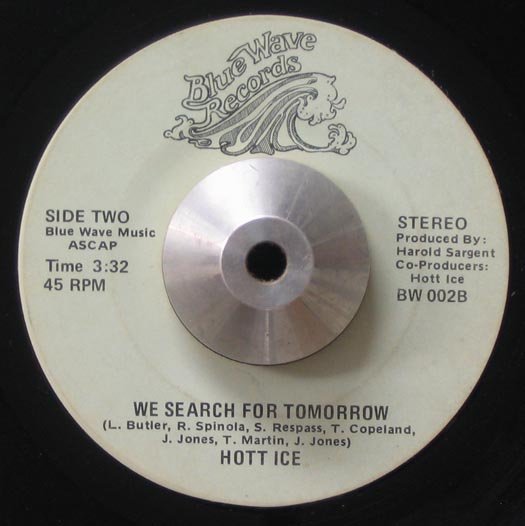 Blue Wave
Records
SIDE TWO
Blue Wave Music
ASCAP
Time 3:32
45 RPM
STEREO
Produced By:
Harold Sargent
Co-Producers:
Hott Ice
BW 002B
WE SEARCH FOR TOMORROW
(L. Butler, R. Spinola, S. Respass, T. Copeland,
J. Jones, T. Martin, J. Jones)
HOTT ICE